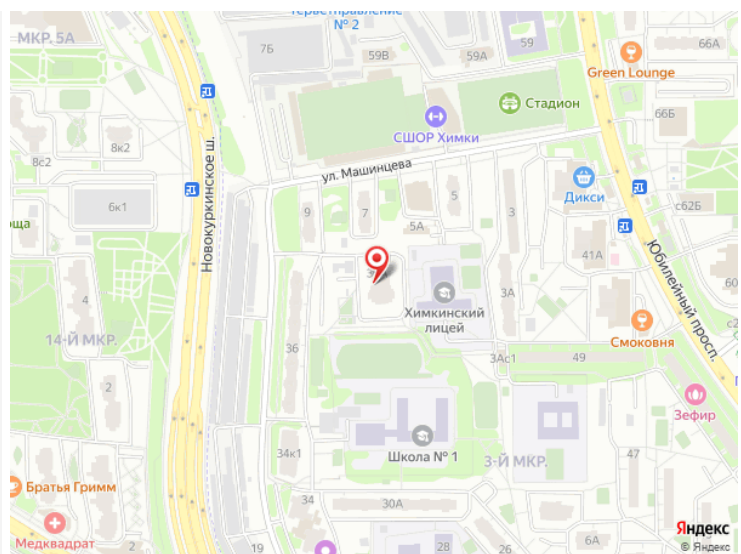 Теруправление
№ 2
МКР. 5А
7Б
59В
59А
59
66А
Green Lounge
Стадион
66Б
8к2
8с2
СШОР Химки
ул. Машинцева
Новокуркинское ш.
6к1
9
7
5
5А
3
Дикси
с62Б
41А
Юбилейный просп.
4
14-Й МКР.
2
36
Химкинский
лицей
3А
Смоковня
3Ас1
49
Зефир
Школа № 1
3-Й МКР.
47
34к1
34
30А
Братья Гримм
Медквадрат
19
28
6А
Яндекс
© Яндекс